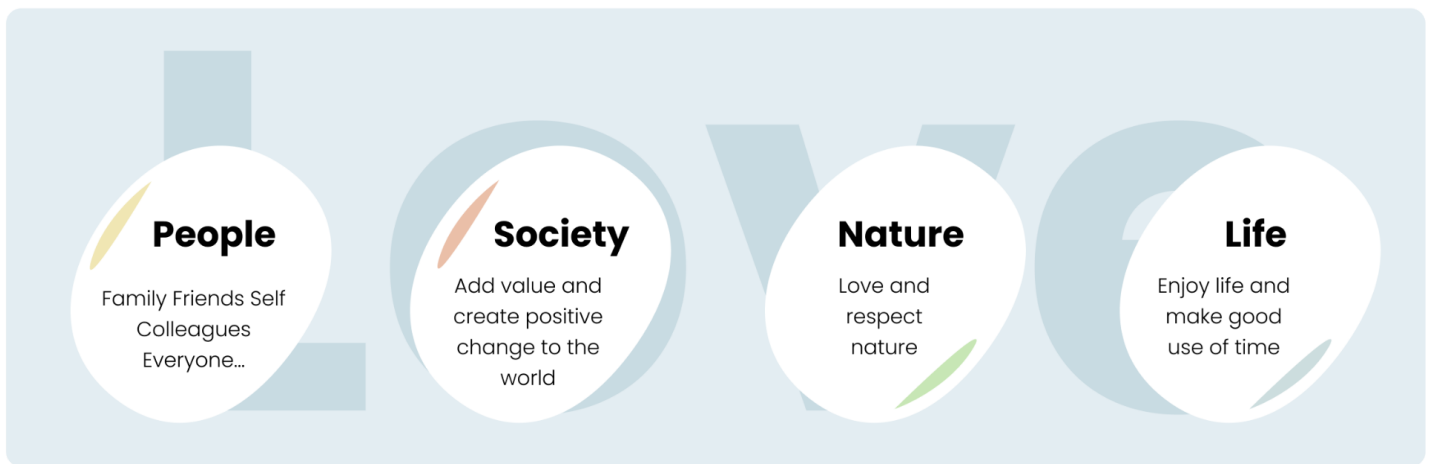 Love
People
Family Friends Self
Colleagues
Everyone...
Society
Add value and
create positive
change to the
world
Nature
Love and
respect
nature
Life
Enjoy life and
make good
use of time